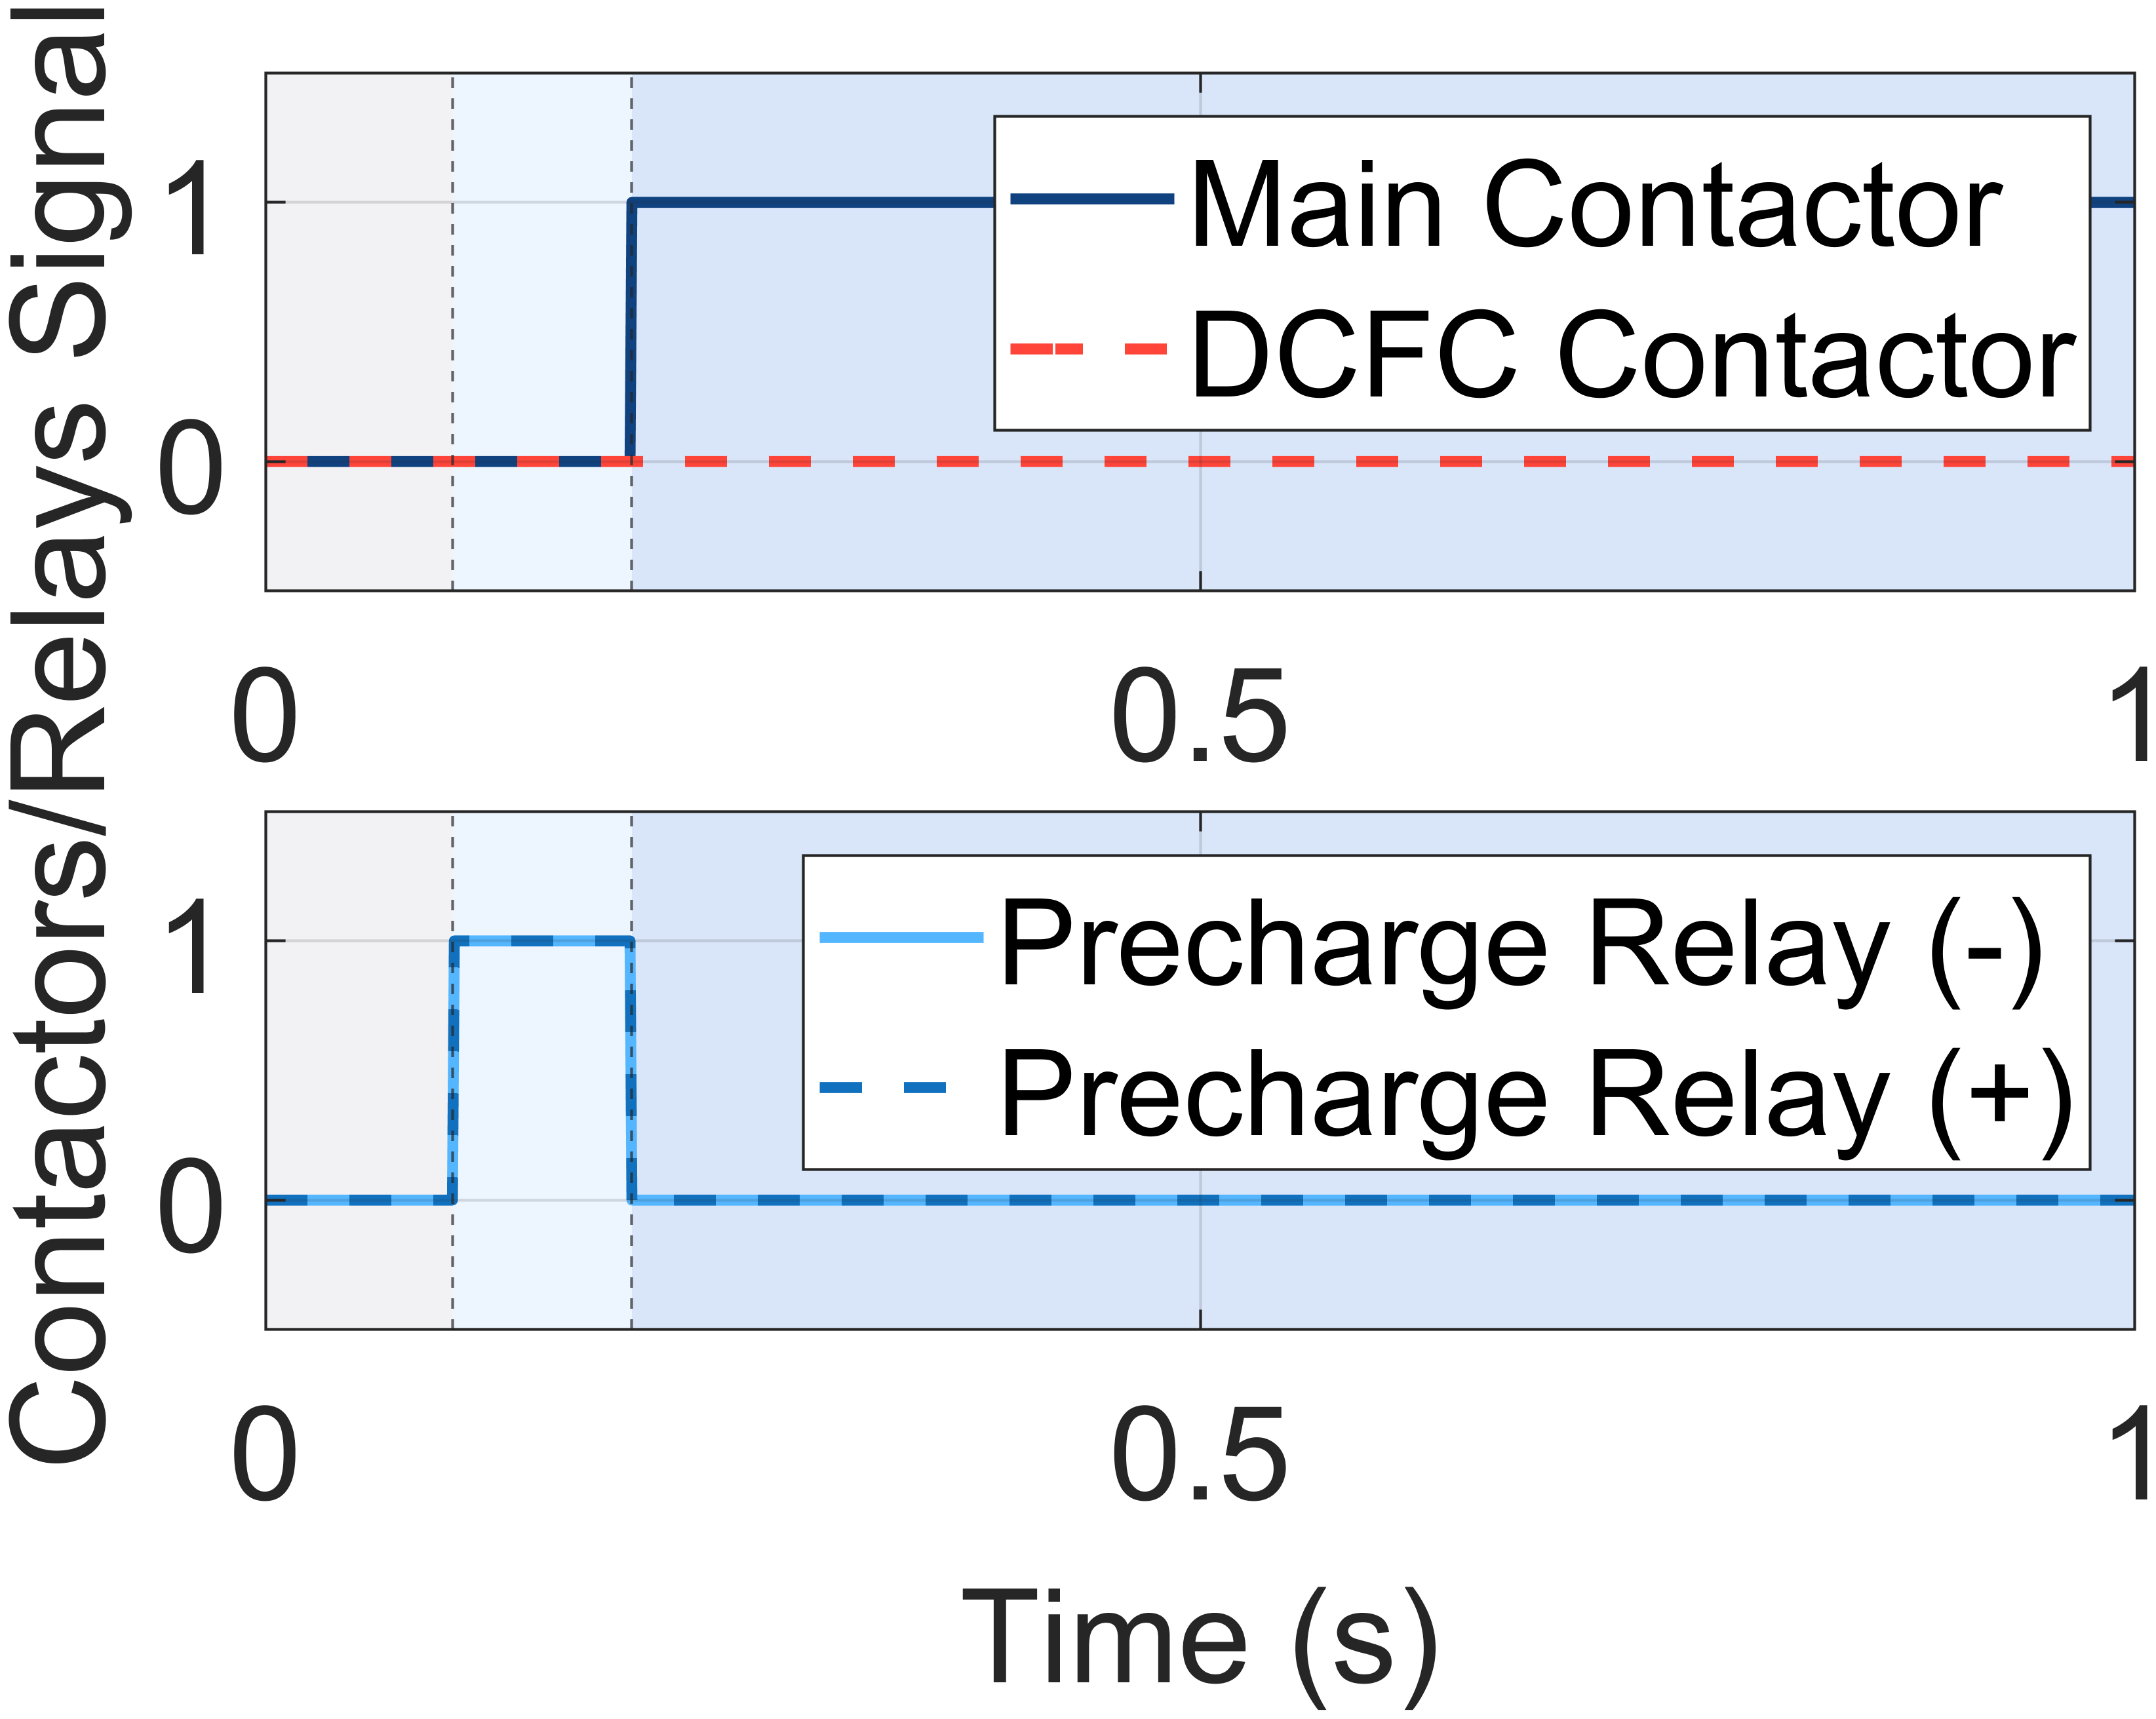 Contactors/Relays Signal
1
0
Main Contactor
DCFC Contactor
0
0.5
1
1
0
Precharge Relay (-)
Precharge Relay (+)
0
0.5
1
Time (s)